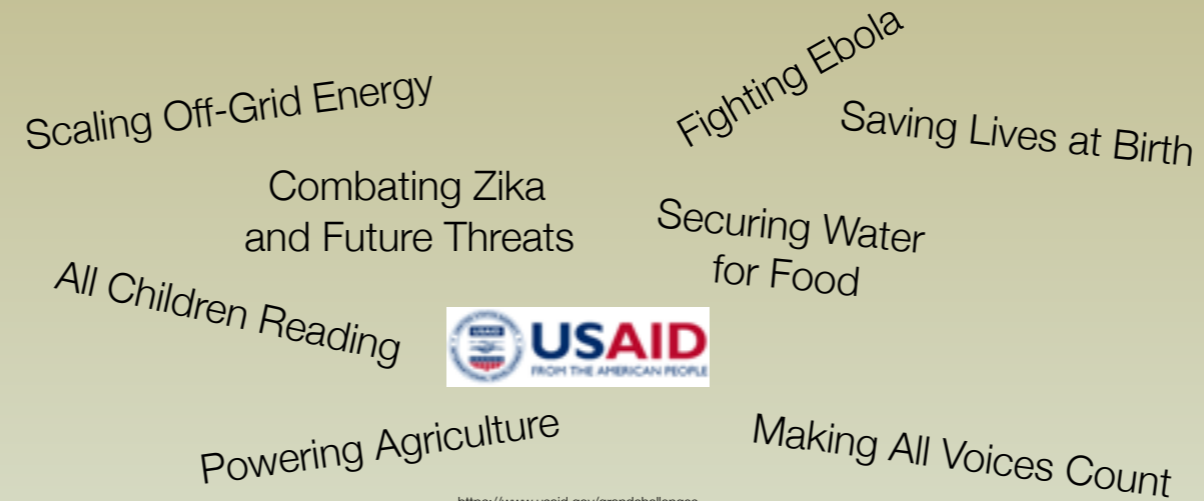 Scaling Off-Grid Energy
Fighting Ebola
Saving Lives at Birth
Combating Zika
and Future Threats
Securing Water
for Food
All Children Reading
USAID
FROM THE AMERICAN PEOPLE
Powering Agriculture
Making All Voices Count